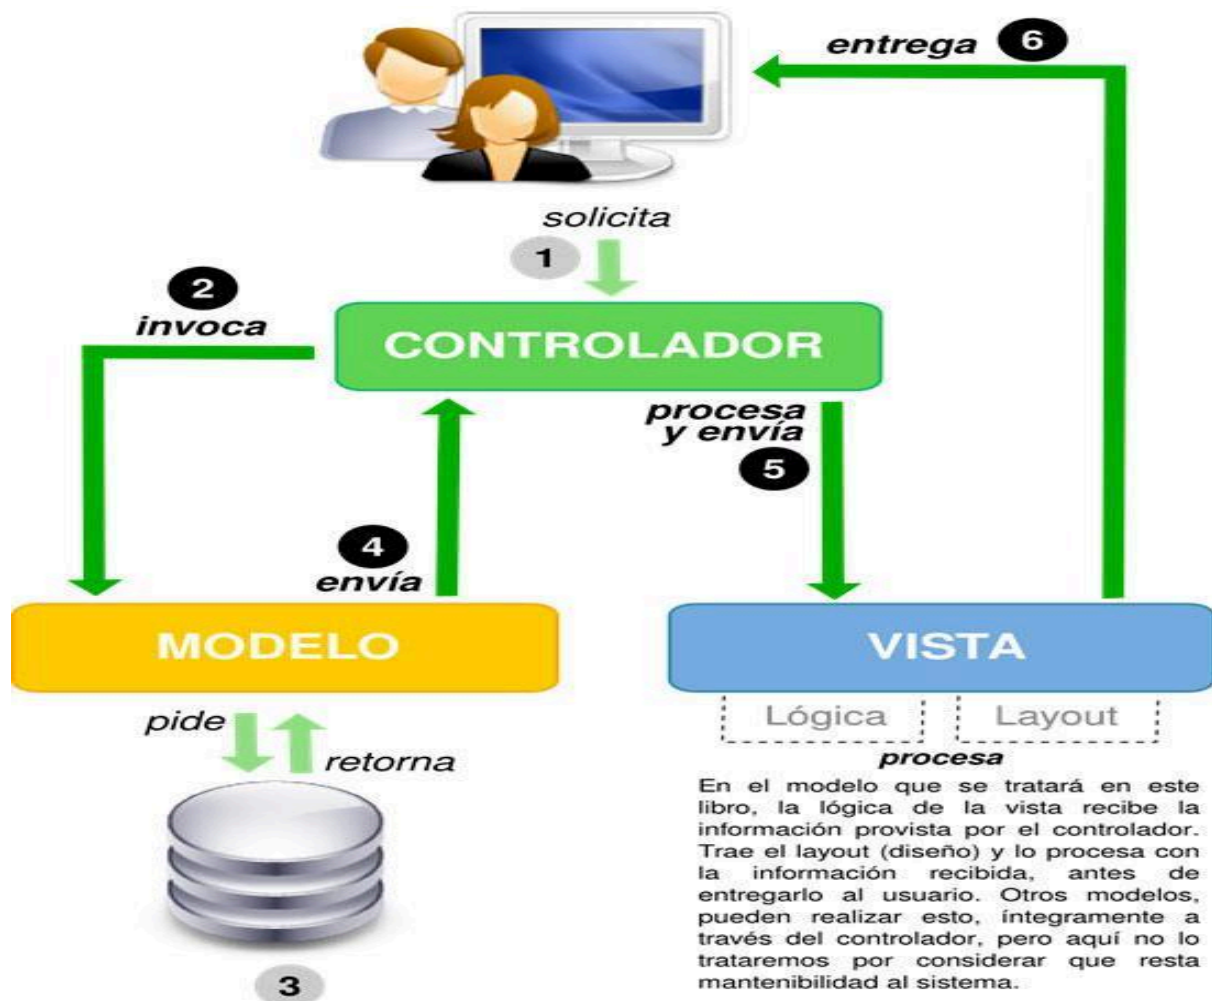 entrega 6
solicita
1
2
invoca
CONTROLADOR
procesa
y envía
5
4
envía
MODELO
VISTA
pide
retorna
3
Lógica
Layout
procesa
En el modelo que se tratará en este
libro, la lógica de la vista recibe la
información provista por el controlador.
Trae el layout (diseño) y lo procesa con
la información recibida, antes de
entregarlo al usuario. Otros modelos,
pueden realizar esto, íntegramente a
través del controlador, pero aquí no lo
trataremos por considerar que resta
mantenibilidad al sistema.